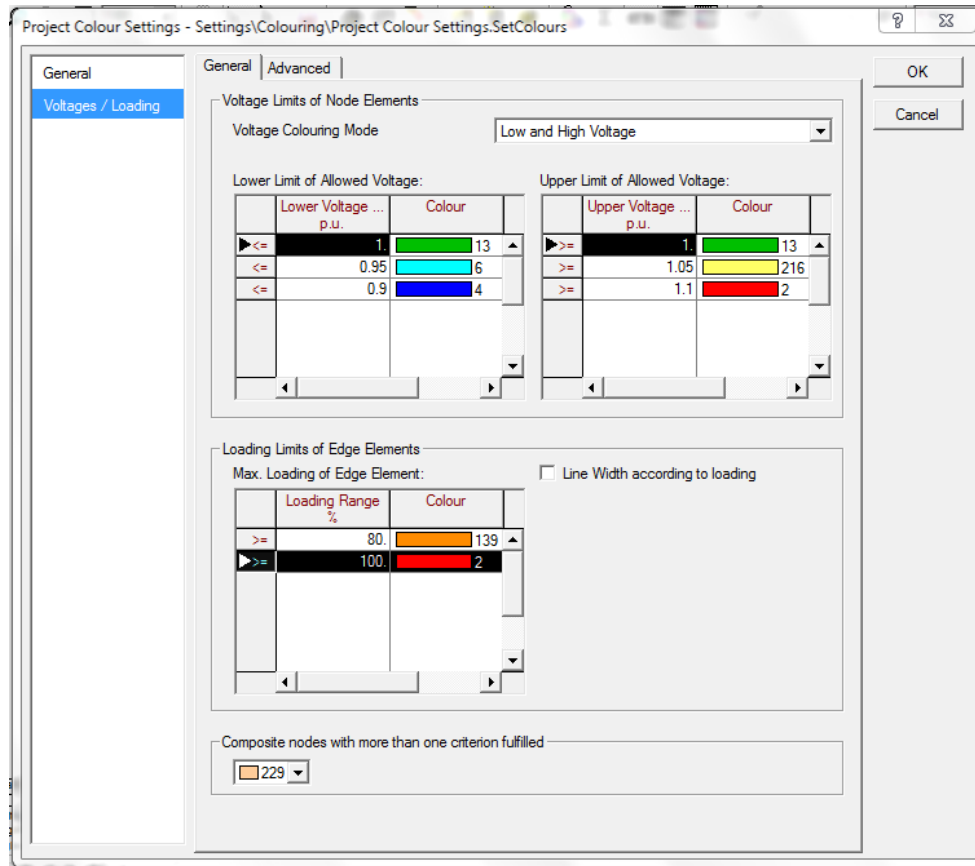 Project Colour Settings - Settings\Colouring\Project Colour Settings.SetColours
General
Voltages / Loading
General
Advanced
OK
Cancel
Voltage Limits of Node Elements
Voltage Colouring Mode
Low and High Voltage
Lower Limit of Allowed Voltage:
Lower Voltage ...
p.u.
Colour
<= 1. 13
<= 0.95 6
<= 0.9 4
Upper Limit of Allowed Voltage:
Upper Voltage ...
p.u.
Colour
>= 1. 13
>= 1.05 216
>= 1.1 2
Loading Limits of Edge Elements
Max. Loading of Edge Element:
Line Width according to loading
Loading Range
%
Colour
>= 80. 139
>= 100. 2
Composite nodes with more than one criterion fulfilled
229